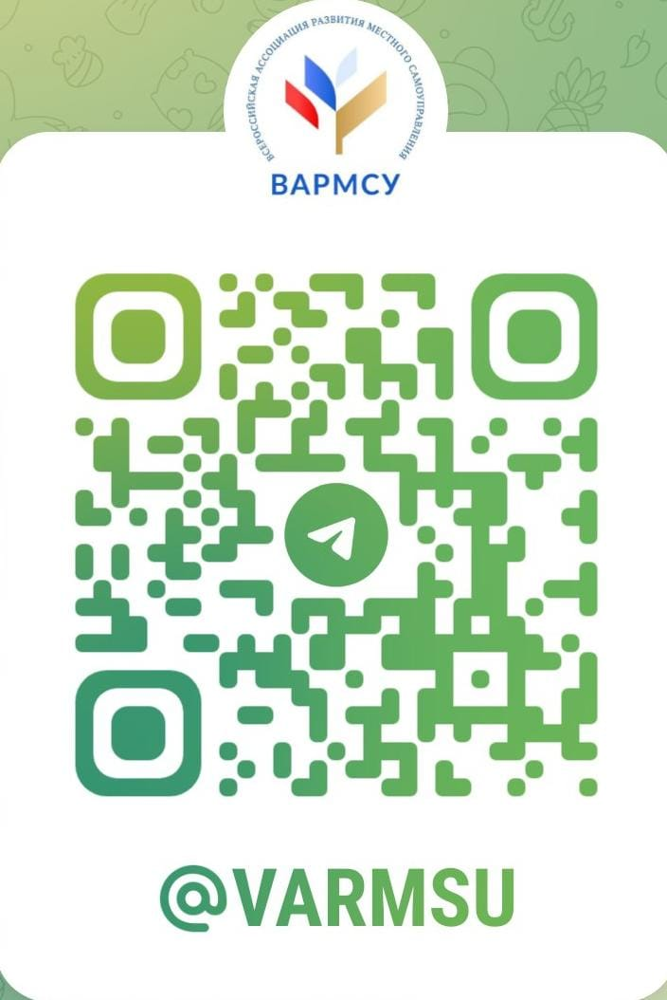 ВСЕРОССИЙСКАЯ АССОЦИАЦИЯ РАЗВИТИЯ МЕСТНОГО САМОУПРАВЛЕНИЯ
ВАРМСУ
@VARMSU